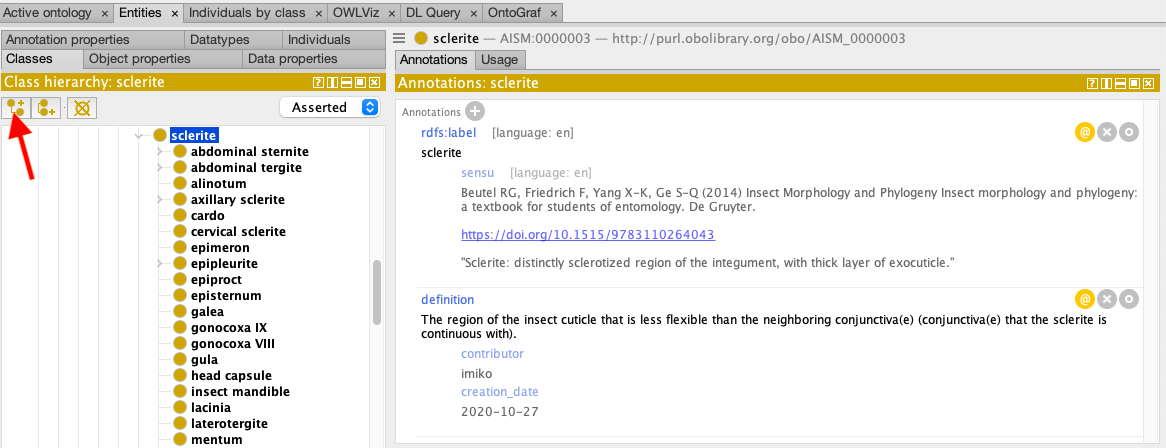 Active ontology × Entities × Individuals by class × OWLViz × DL Query × OntoGraf ×
Annotation properties Datatypes Individuals
Classes Object properties Data properties
Class hierarchy: sclerite
Asserted
sclerite
abdominal sternite
abdominal tergite
alinotum
axillary sclerite
cardo
cervical sclerite
epimeron
epipleurite
epiproct
episternum
galea
gonocoxa IX
gonocoxa VIII
gula
head capsule
insect mandible
lacinia
laterotergite
mentum
sclerite — AISM:0000003 — http://purl.obolibrary.org/obo/AISM_0000003
Annotations Usage
Annotations: sclerite
Annotations
rdfs:label [language: en]
sclerite
sensu [language: en]
Beutel RG, Friedrich F, Yang X-K, Ge S-Q (2014) Insect Morphology and Phylogeny Insect morphology and phylogeny:
a textbook for students of entomology. De Gruyter.
https://doi.org/10.1515/9783110264043
"Sclerite: distinctly sclerotized region of the integument, with thick layer of exocuticle."
definition
The region of the insect cuticle that is less flexible than the neighboring conjunctiva(e) (conjunctiva(e) that the sclerite is
continuous with).
contributor
imiko
creation_date
2020-10-27